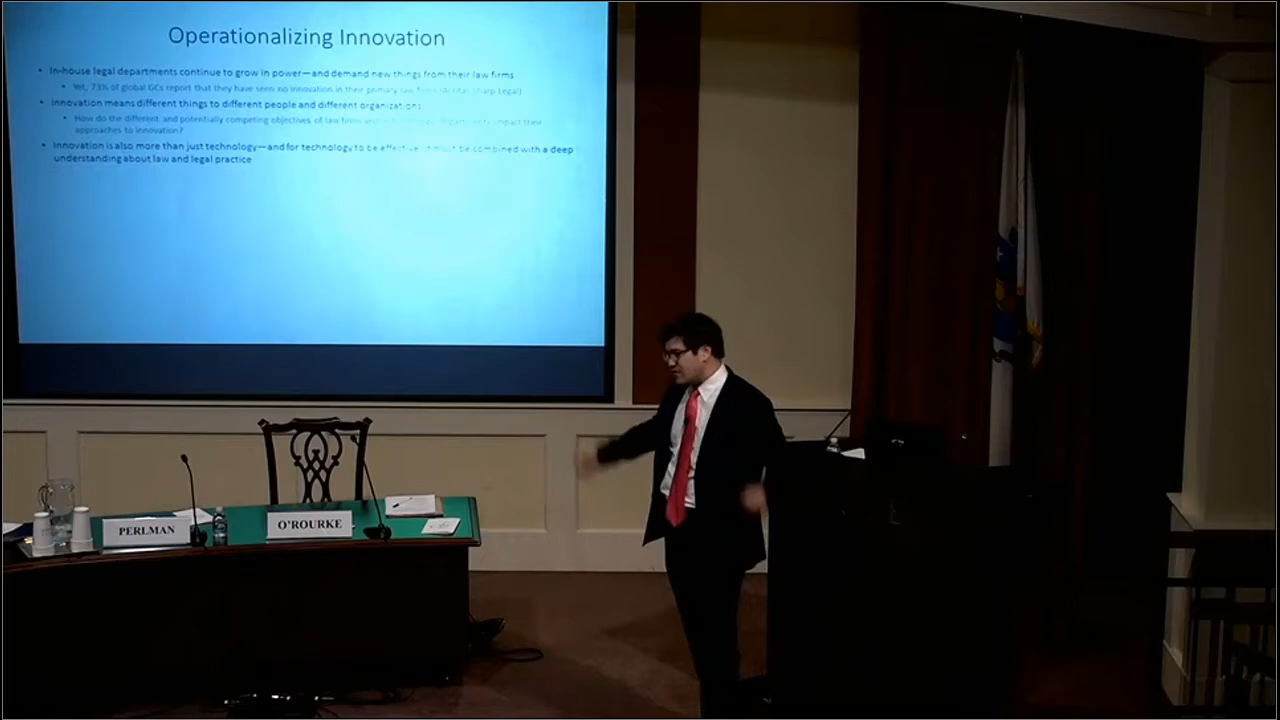 Operationalizing Innovation
• In-house legal departments continue to grow in power—and demand new things from their law firms
• Yet, 73% of global GCs report that they have seen no innovation in their primary law firms Legal)
• Innovation means different things to different people and different organizations
• How do the different and potentially competing objectives of law firms impact their
approaches to innovation?
• Innovation is also more than just technology—and for technology to be effective it must be combined with a deep
understanding about law and legal practice
PERLMAN
O'ROURKE